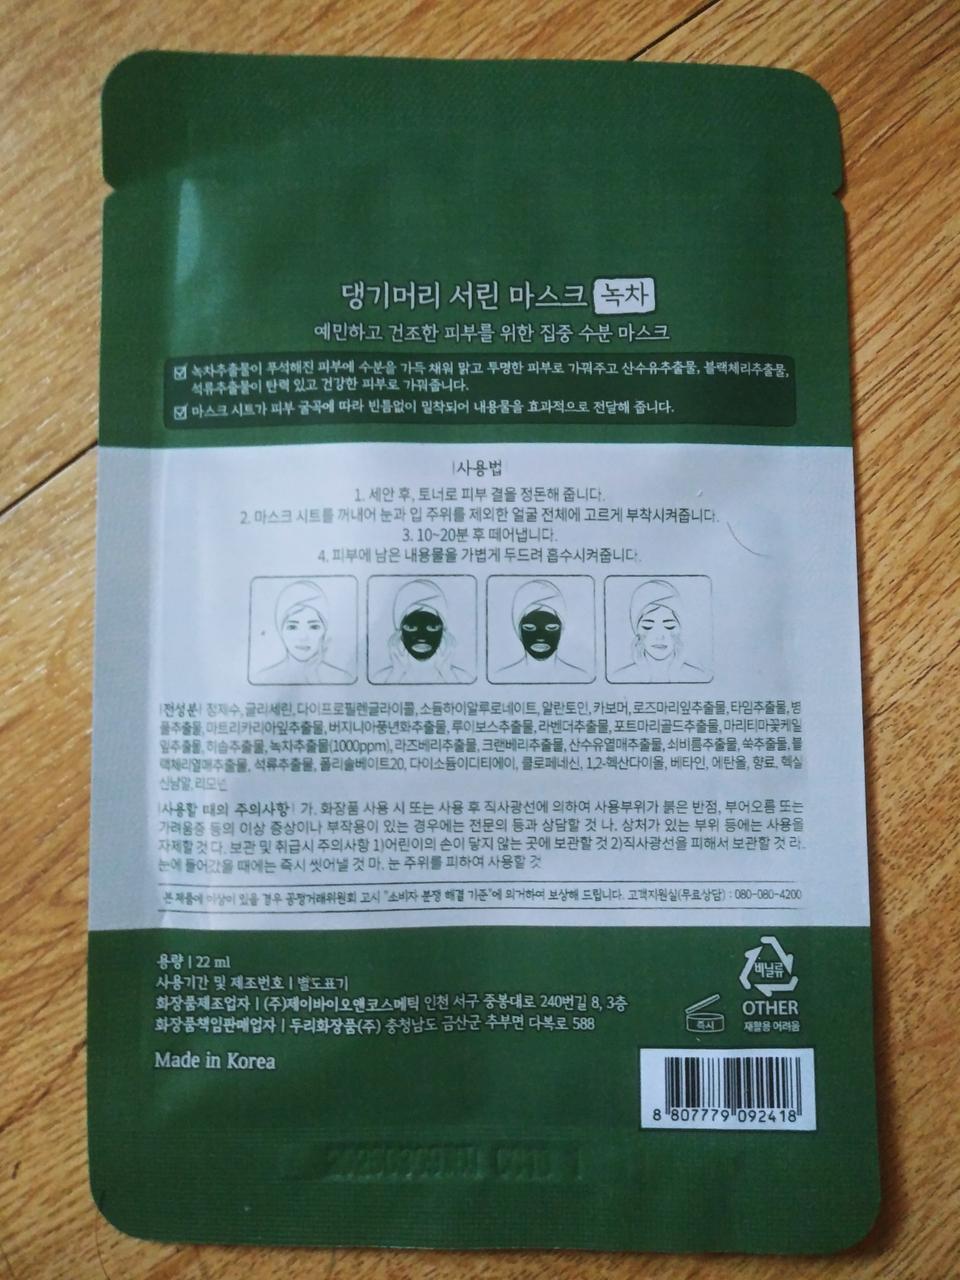 댕기머리 서린 마스크 녹차
예민하고 건조한 피부를 위한 집중 수분 마스크
녹차추출물이 푸석해진 피부에 수분을 가득 채워 맑고 투명한 피부로 가꿔주고 산수유추출물, 블랙체리추출물,
석류추출물이 탄력 있고 건강한 피부로 가꿔줍니다.
마스크 시트가 피부 굴곡에 따라 빈틈없이 밀착되어 내용물을 효과적으로 전달해 줍니다.
|사용법|
1. 세안 후, 토너로 피부 결을 정돈해 줍니다.
2. 마스크 시트를 꺼내어 눈과 입 주위를 제외한 얼굴 전체에 고르게 부착시켜줍니다.
3. 10~20분 후 떼어냅니다.
4. 피부에 남은 내용물을 가볍게 두드려 흡수시켜줍니다.
|전성분| 정제수, 글리세린, 다이프로필렌글라이콜, 소듐하이알루로네이트, 알란토인, 카보머, 로즈마리잎추출물, 타임추출물, 병
풀추출물, 마트리카리아잎추출물, 버지니아풍년화추출물, 루이보스추출물, 라벤더추출물, 포트마리골드추출물, 마리티마꽃케일
잎추출물, 히솝추출물, 녹차추출물(1000ppm), 라즈베리추출물, 크랜베리추출물, 산수유열매추출물, 쇠비름추출물, 쑥추출물, 블
랙체리열매추출물, 석류추출물, 폴리솔베이트20, 다이소듐이디티에이, 클로페네신, 1,2-헥산다이올, 베타인, 에탄올, 향료, 헥실
신남알, 리모넨
|사용할 때의 주의사항| 가. 화장품 사용 시 또는 사용 후 직사광선에 의하여 사용부위가 붉은 반점, 부어오름 또는
가려움증 등의 이상 증상이나 부작용이 있는 경우에는 전문의 등과 상담할 것 나. 상처가 있는 부위 등에는 사용을
자제할 것 다. 보관 및 취급시 주의사항 1)어린이의 손이 닿지 않는 곳에 보관할 것 2)직사광선을 피해서 보관할 것 라.
눈에 들어갔을 때에는 즉시 씻어낼 것 마. 눈 주위를 피하여 사용할 것
본 제품에 이상이 있을 경우 공정거래위원회 고시 "소비자 분쟁 해결 기준"에 의거하여 보상해 드립니다. 고객지원실(무료상담) : 080-080-4200
용량 | 22 ml
사용기간 및 제조번호 | 별도표기
화장품제조업자 | (주)제이바이오앤코스메틱 인천 서구 중봉대로 240번길 8, 3층
화장품책임판매업자 | 두리화장품(주) 충청남도 금산군 추부면 다복로 588
Made in Korea
즉시
비닐류
OTHER
재활용 어려움
8 807779 092418